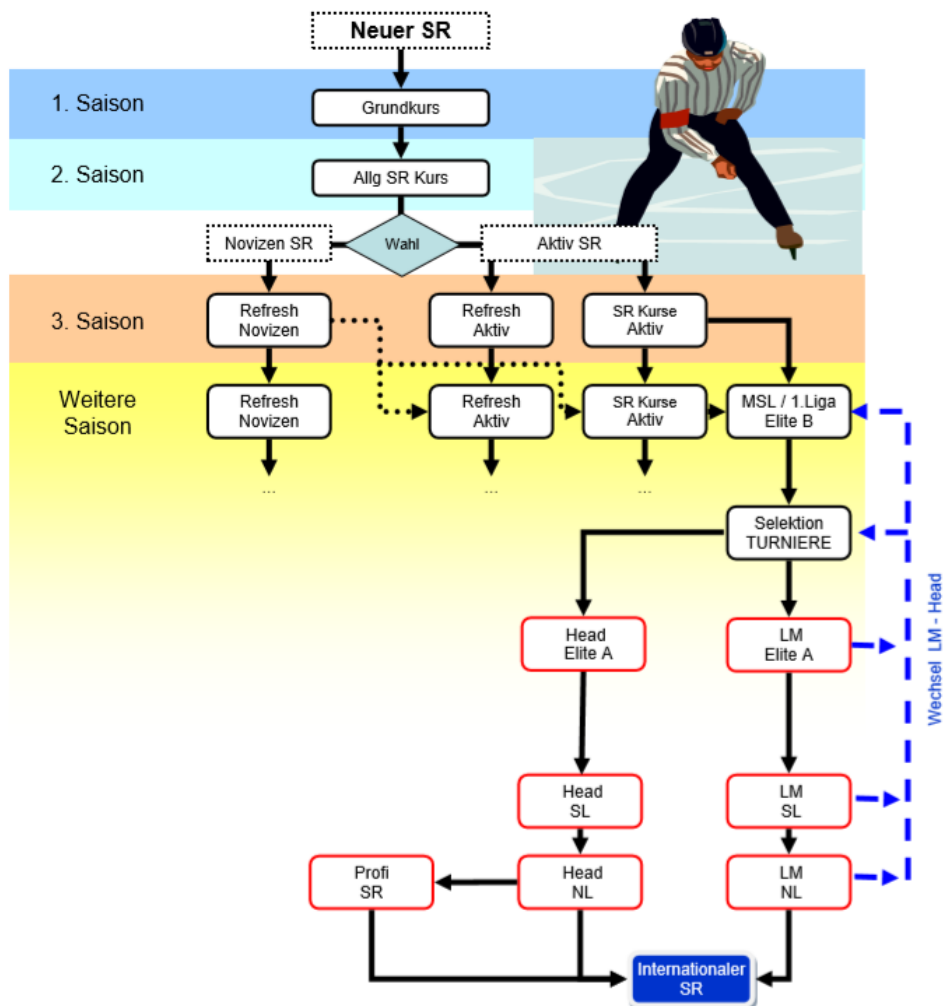 Neuer SR
1. Saison
Grundkurs
2. Saison
Allg SR Kurs
Novizen SR
Wahl
Aktiv SR
3. Saison
Refresh
Novizen
Refresh
Aktiv
SR Kurse
Aktiv
Weitere
Saison
Refresh
Novizen
Refresh
Aktiv
SR Kurse
Aktiv
MSL / 1.Liga
Elite B
...
...
...
Selektion
TURNIERE
Head
Elite A
LM
Elite A
Wechsel LM - Head
Head
SL
LM
SL
Profi
SR
Head
NL
LM
NL
Internationaler
SR